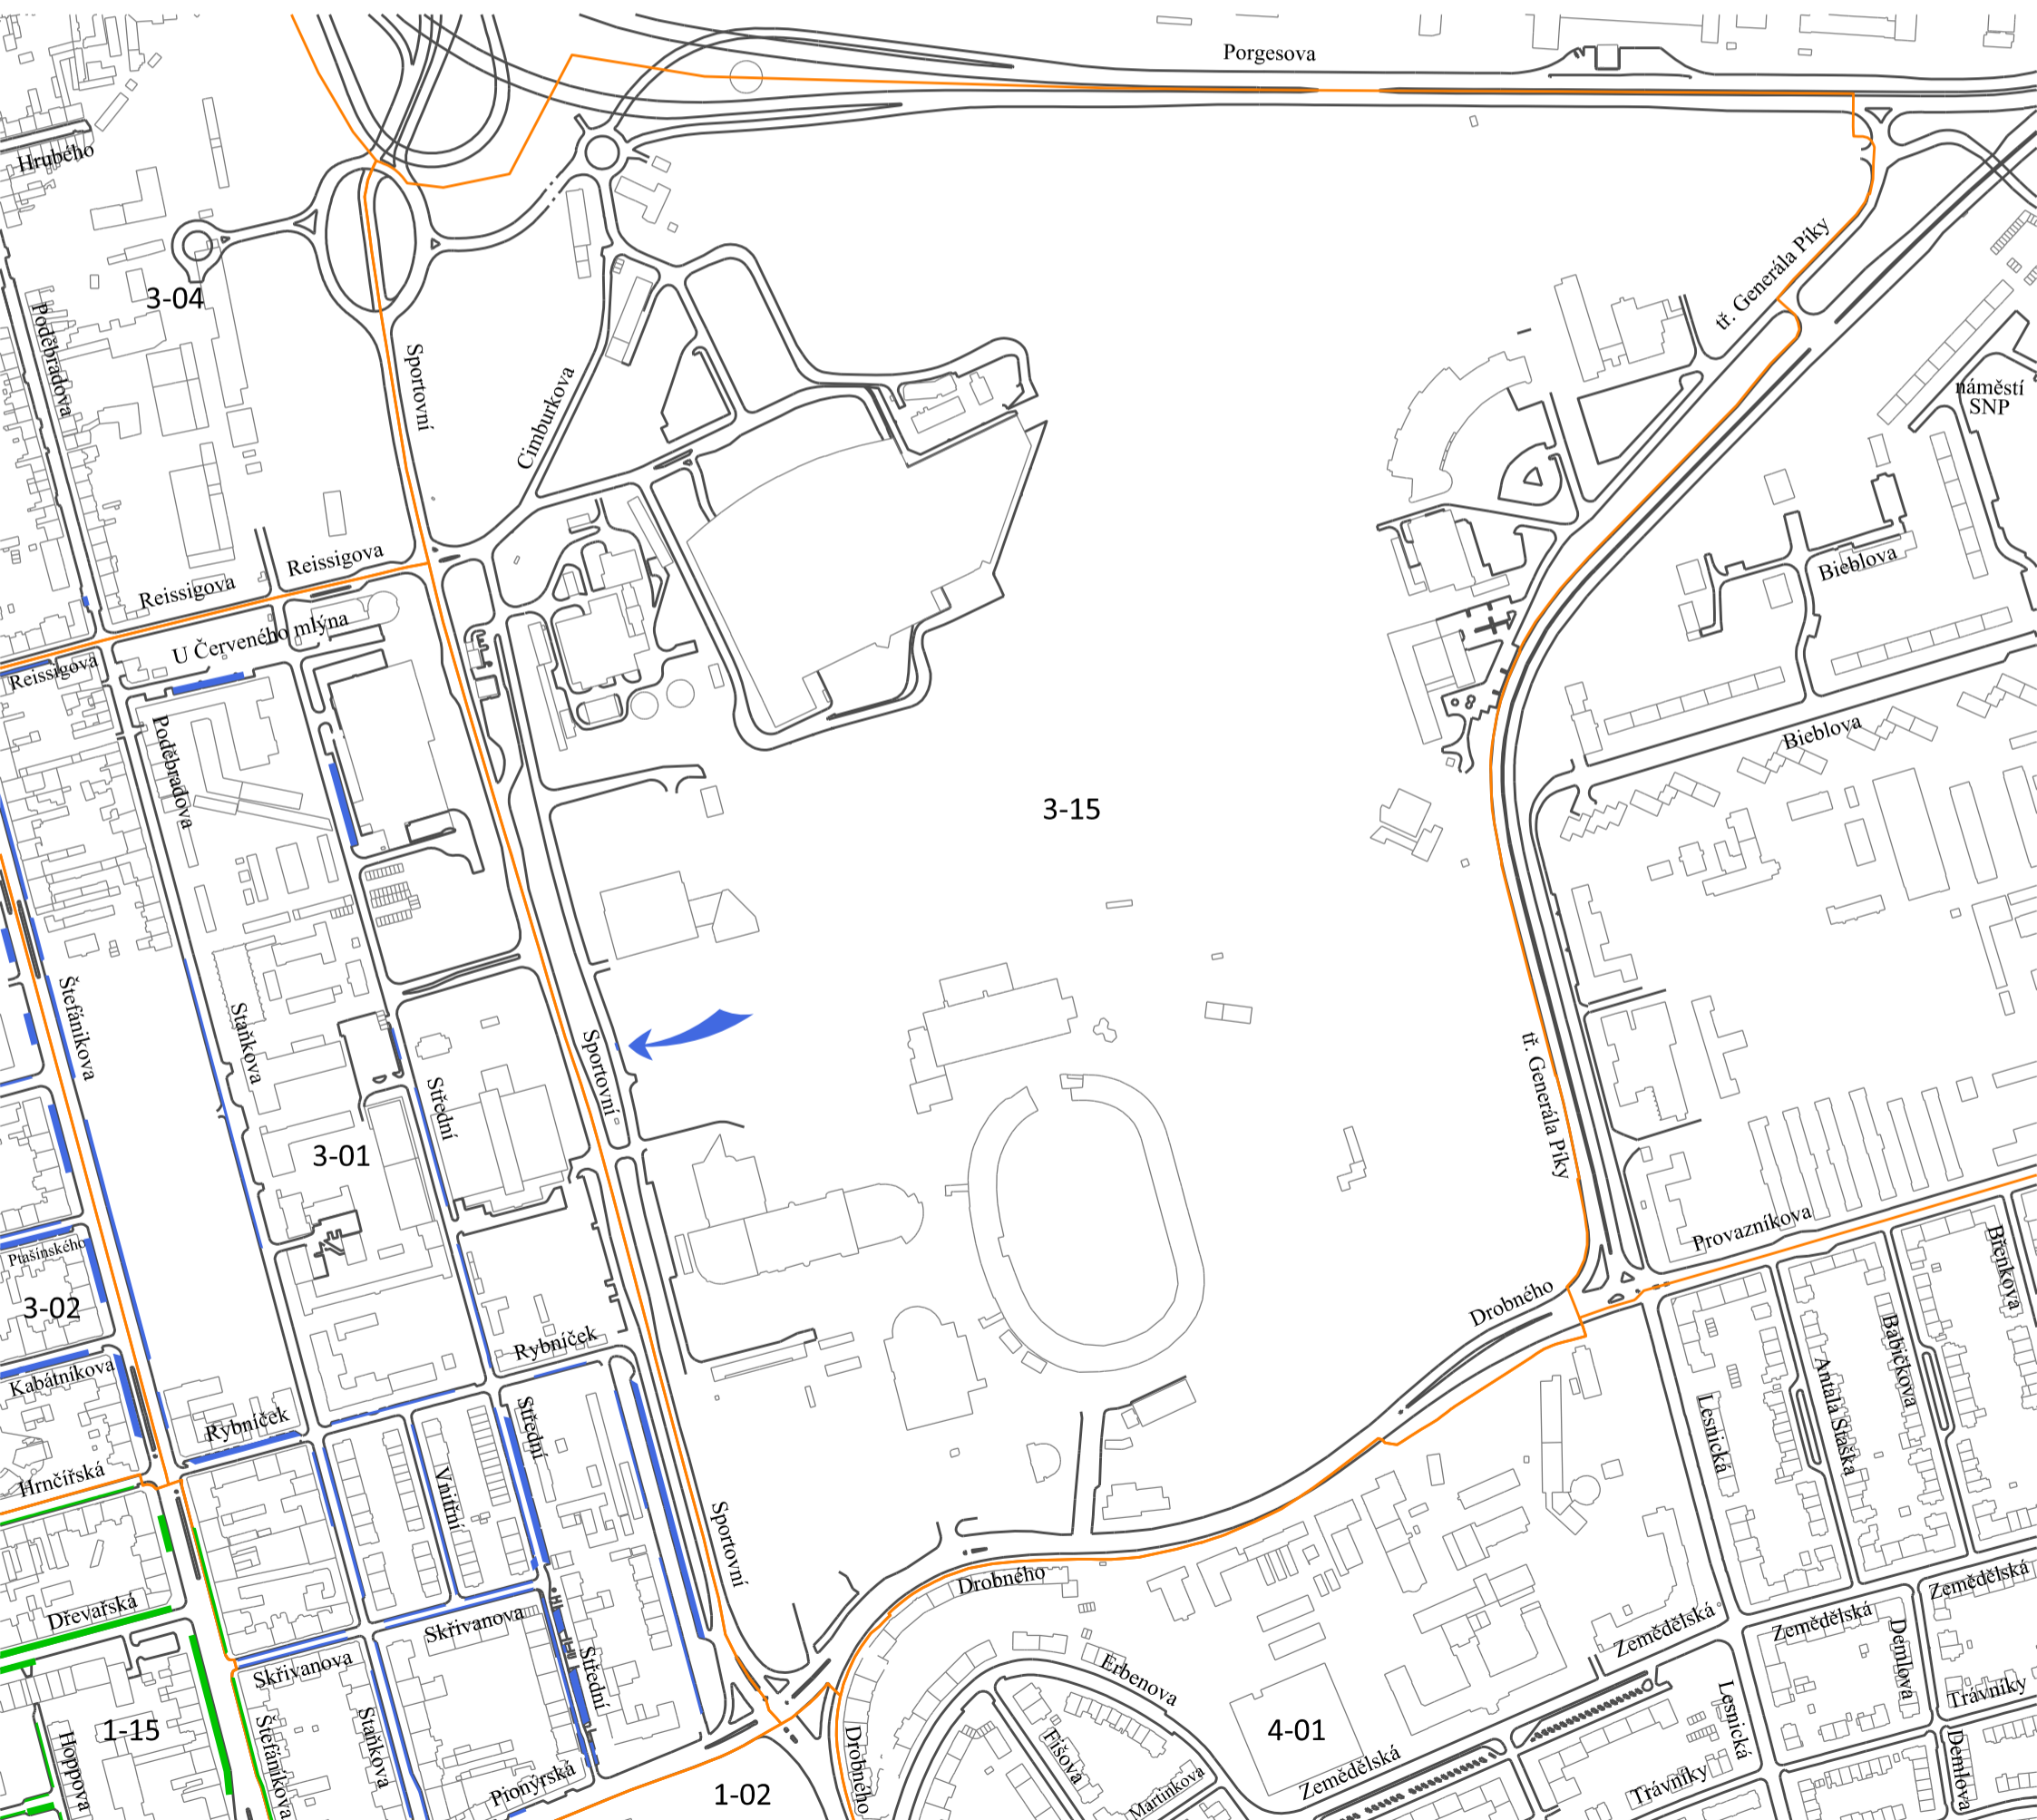 Porgesova
Hrubého
tř. Generála Píky
3-04
Poděbradova
Sportovní
Cimburkova
náměstí
SNP
Reissigova
Reissigova
Bieblova
U Červeného mlýna
Reissigova
Poděbradova
Bieblova
3-15
Štefánikova
Staňkova
Sportovní
Střední
tř. Generála Píky
3-01
Provazníkova
Ptašínského
Břenkova
3-02
Drobného
Rybníček
Kabátníkova
Babičkova
Antala Staška
Lesnická
Rybníček
Střední
Hrnčířská
Vnitřní
Sportovní
Drobného
Zemědělská
Dřevařská
Skřivanova
Zemědělská
Zemědělská
Skřivanova
Střední
Erbenova
Demlova
Trávníky
1-15
Hoppova
Štefánikova
Staňkova
Pionýrská
1-02
Drobného
Fišova
Martinkova
4-01
Zemědělská
Lesnická
Trávníky
Demlova